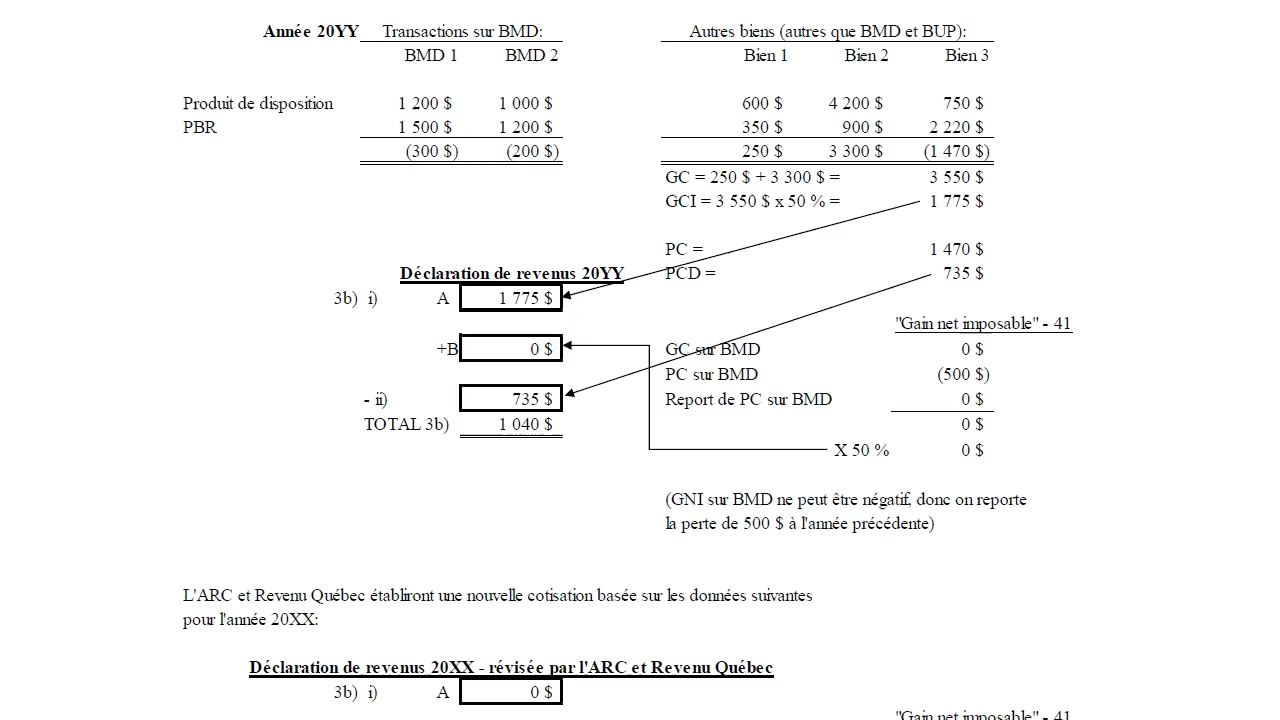 Année 20YY Transactions sur BMD: Autres biens (autres que BMD et BUP):
BMD 1 BMD 2 Bien 1 Bien 2 Bien 3
Produit de disposition 1 200 $ 1 000 $ 600 $ 4 200 $ 750 $
PBR 1 500 $ 1 200 $ 350 $ 900 $ 2 220 $
(300 $) (200 $) 250 $ 3 300 $ (1 470 $)
GC = 250 $ + 3 300 $ = 3 550 $
GCI = 3 550 $ x 50 % = 1 775 $
PC = 1 470 $
Déclaration de revenus 20YY PCD = 735 $
3b) i) A 1 775 $
"Gain net imposable" - 41
+B 0 $ GC sur BMD 0 $
PC sur BMD (500 $)
- ii) 735 $ Report de PC sur BMD 0 $
TOTAL 3b) 1 040 $ 0 $
X 50 % 0 $
(GNI sur BMD ne peut être négatif, donc on reporte
la perte de 500 $ à l'année précédente)
L'ARC et Revenu Québec établiront une nouvelle cotisation basée sur les données suivantes
pour l'année 20XX:
Déclaration de revenus 20XX - révisée par l'ARC et Revenu Québec
3b) i) A 0 $
"Gain net imposable" - 41